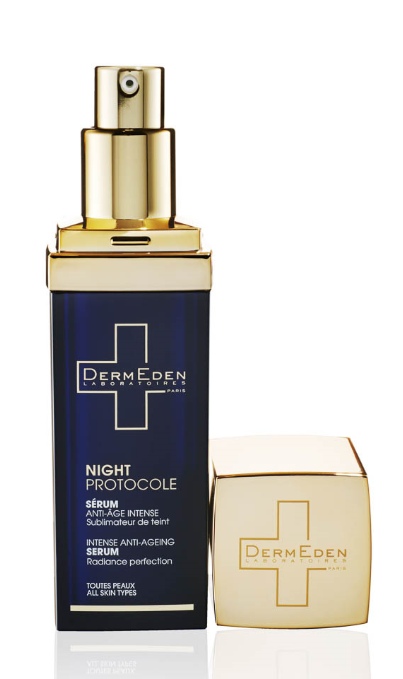 DERMEDEN
LABORATOIRES
PARIS
NIGHT
PROTOCOLE
SÉRUM
ANTI-ÂGE INTENSE
Sublimateur de teint
INTENSE ANTI-AGEING
SERUM
Radiance perfection
TOUTES PEAUX
ALL SKIN TYPES
DERMEDEN
LABORATOIRES
PARIS